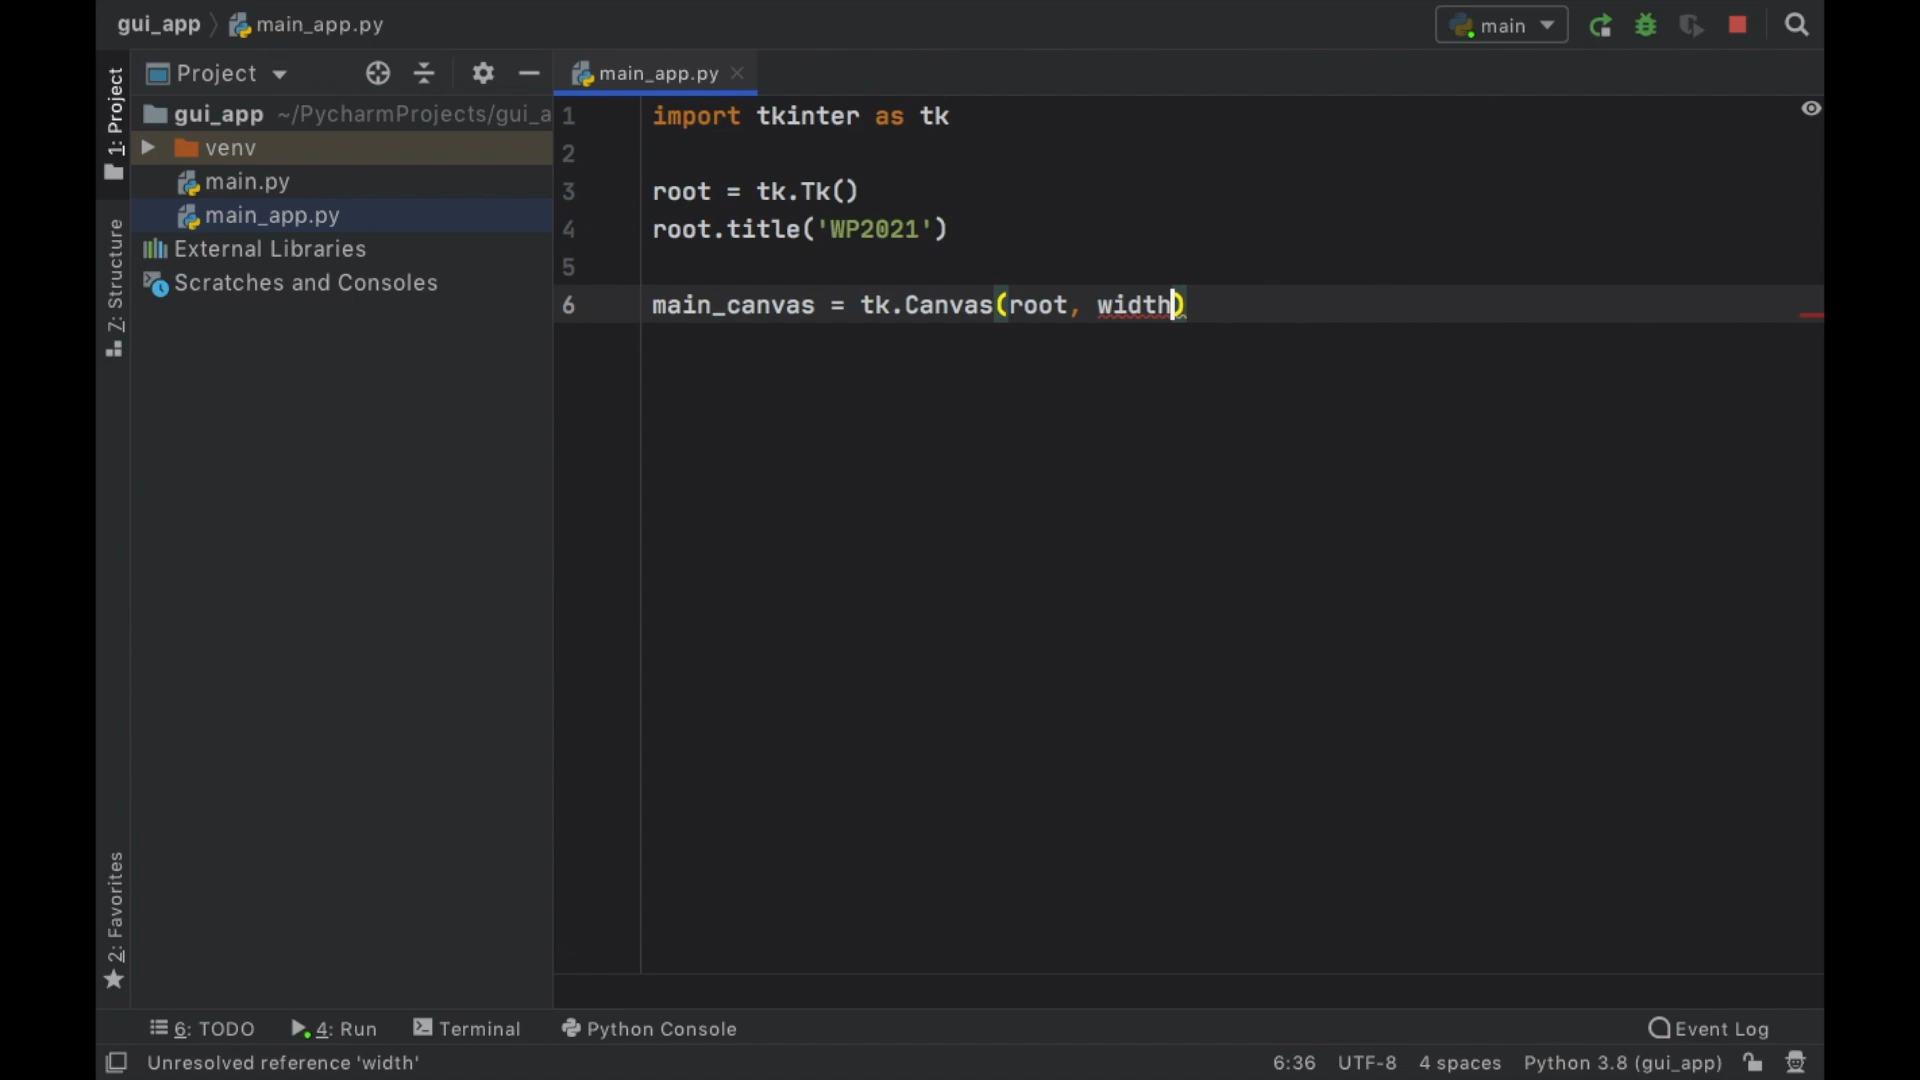 gui_app main_app.py main
1: Project
Project
main_app.py
gui_app ~/PycharmProjects/gui_a
venv
main.py
main_app.py
External Libraries
Scratches and Consoles
Z: Structure
2: Favorites
1 import tkinter as tk
2
3 root = tk.Tk()
4 root.title('WP2021')
5
6 main_canvas = tk.Canvas(root, width)
6: TODO 4: Run Terminal Python Console Event Log
Unresolved reference 'width' 6:36 UTF-8 4 spaces Python 3.8 (gui_app)